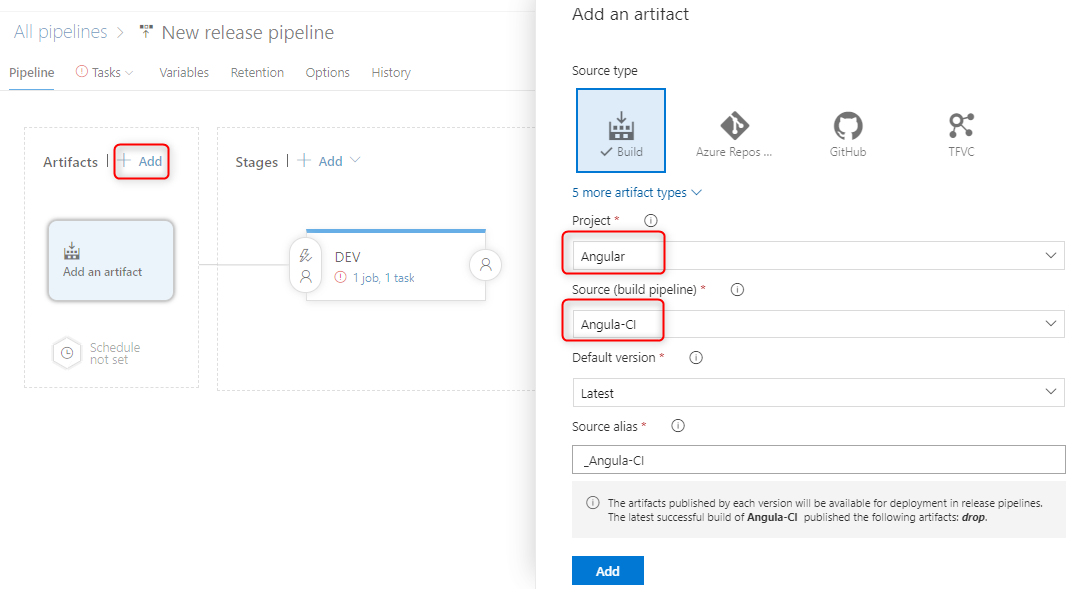 All pipelines > New release pipeline
Pipeline Tasks Variables Retention Options History
Artifacts | + Add
Stages | + Add
Add an artifact
Schedule
not set
DEV
1 job, 1 task
Add an artifact
Source type
Build
Azure Repos ...
GitHub
TFVC
5 more artifact types
Project *
Angular
Source (build pipeline) *
Angula-CI
Default version *
Latest
Source alias *
_Angula-CI
The artifacts published by each version will be available for deployment in release pipelines.
The latest successful build of Angula-CI published the following artifacts: drop.
Add